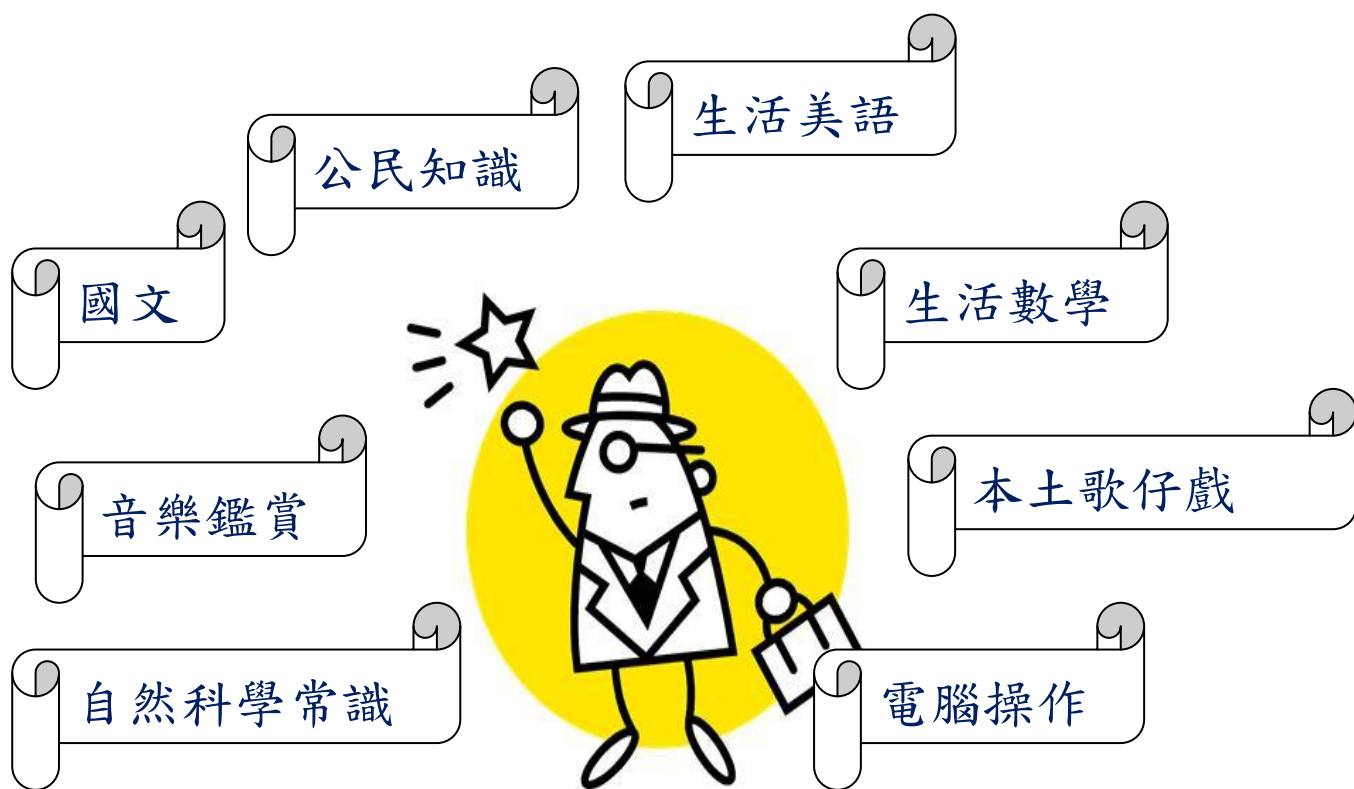 生活美語
公民知識
國文
生活數學
音樂鑑賞
本土歌仔戲
自然科學常識
電腦操作